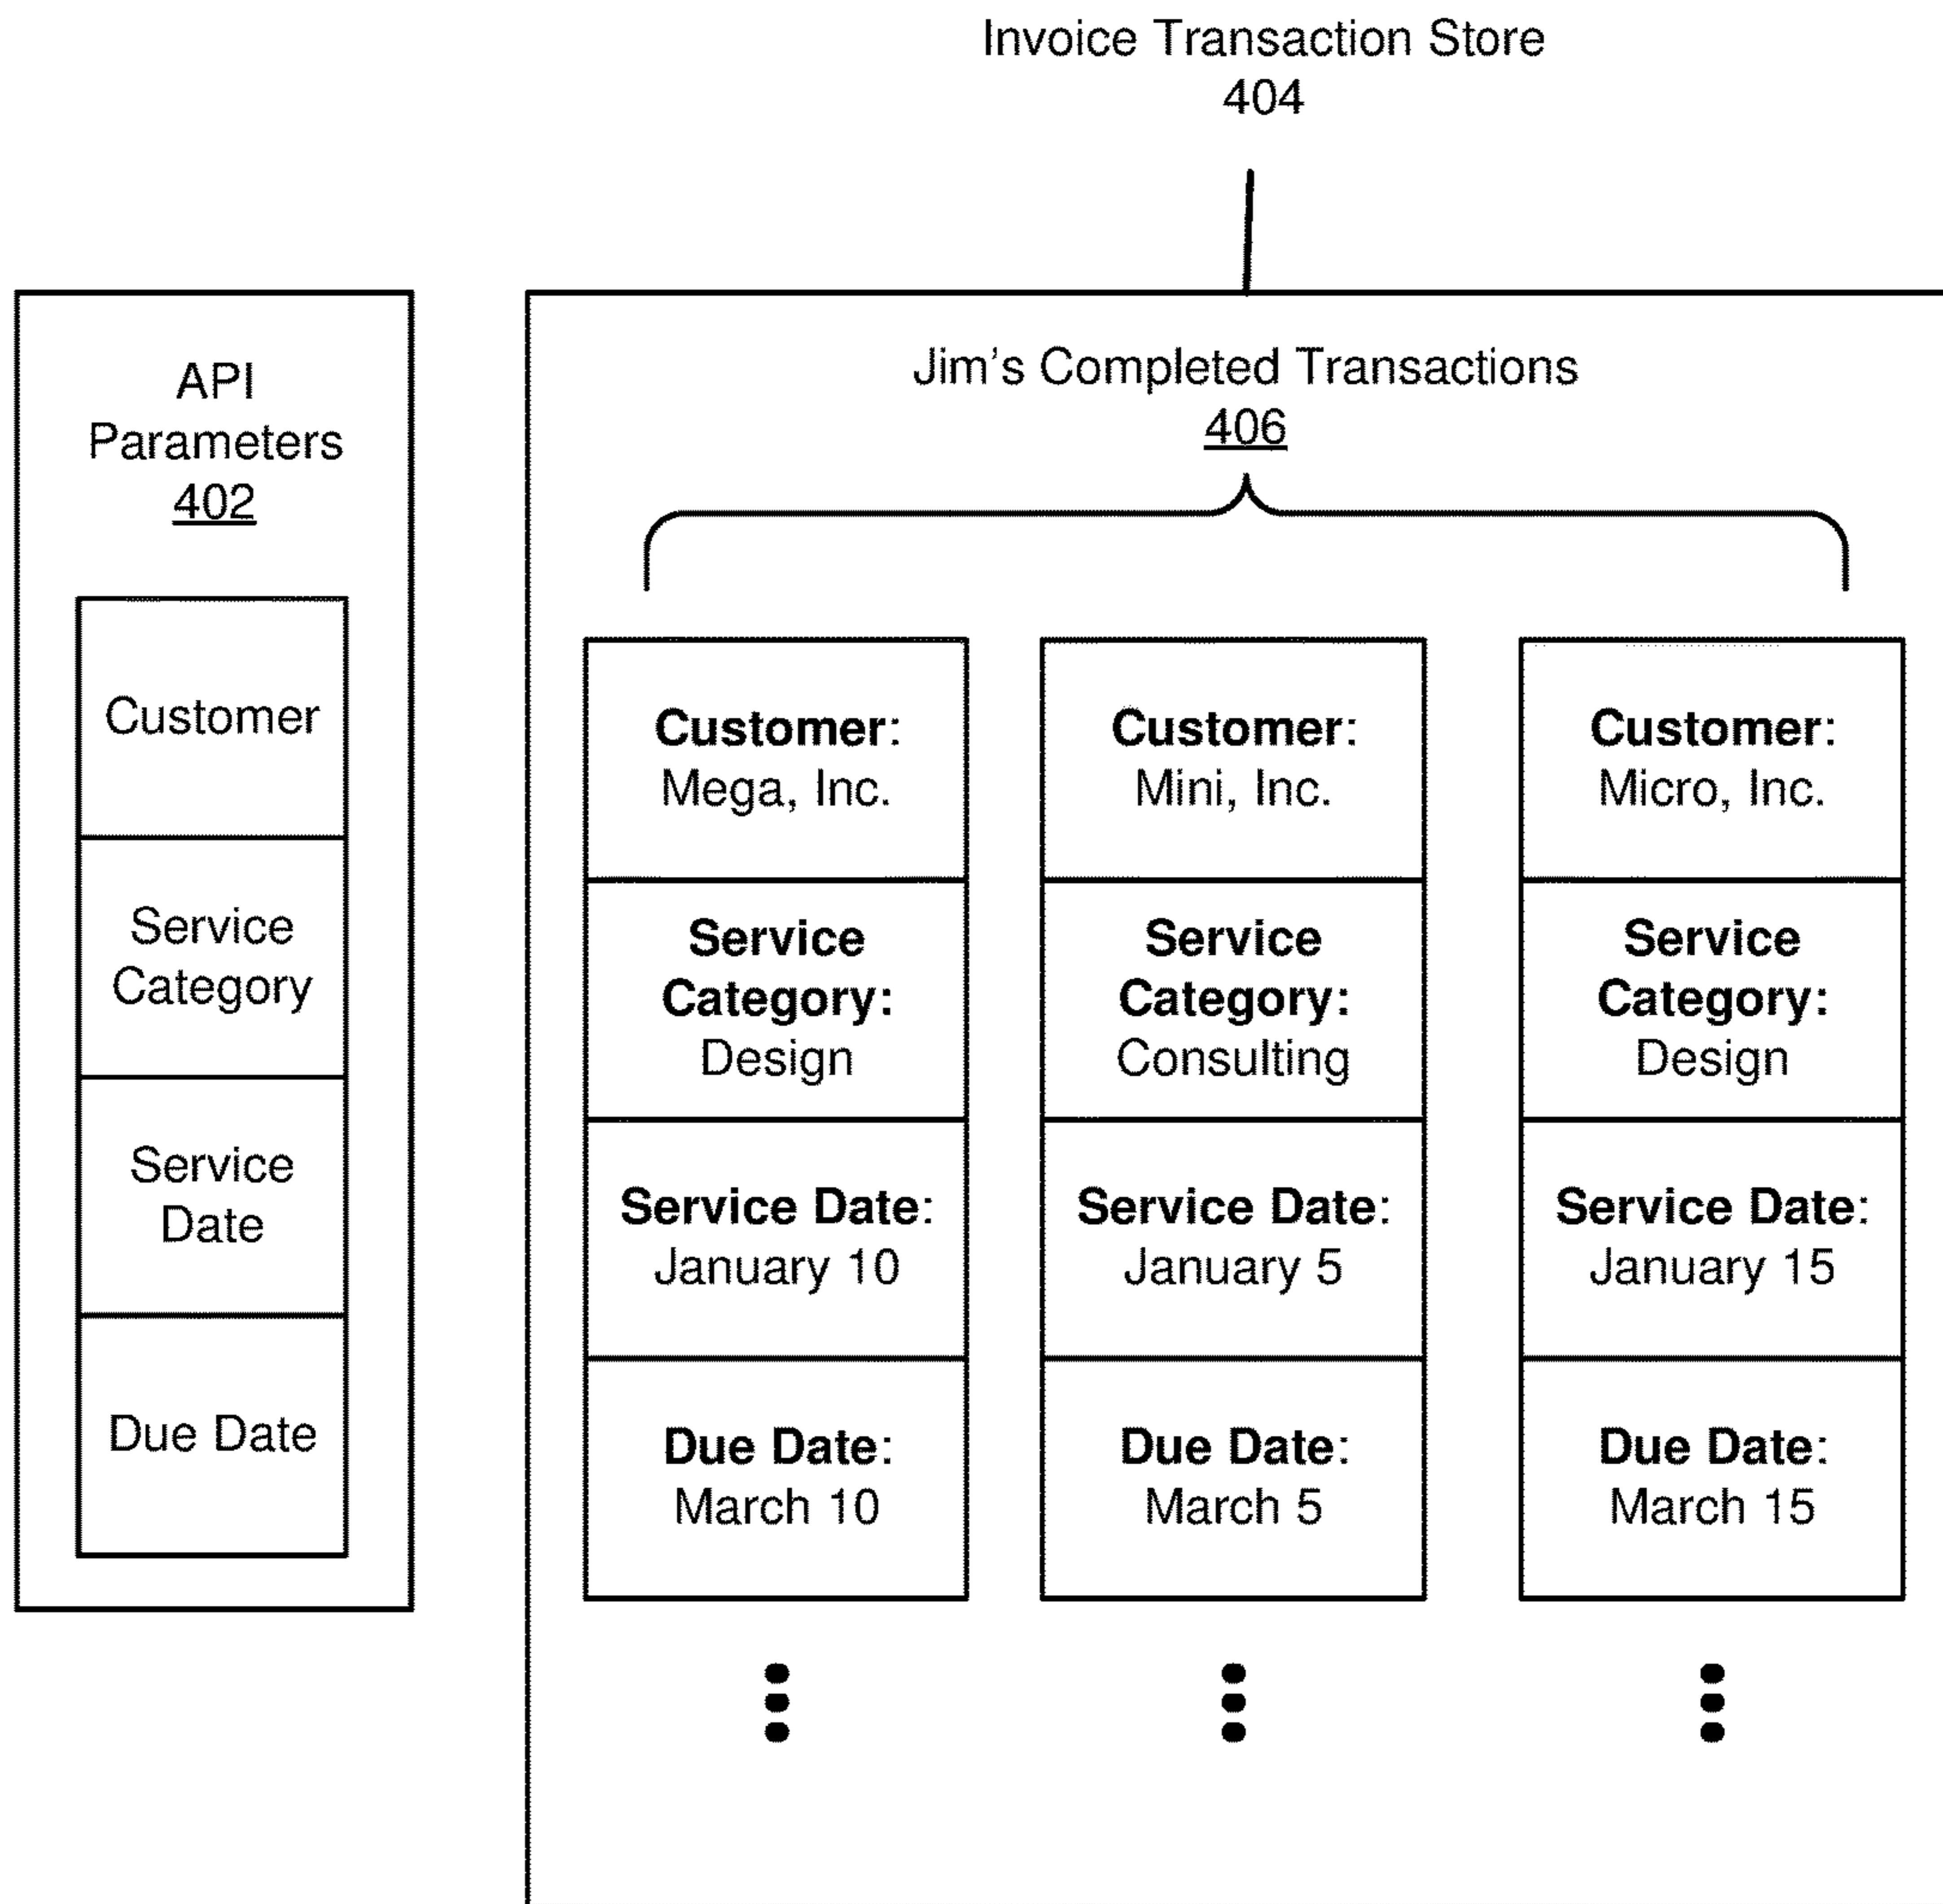 Invoice Transaction Store
404
API
Parameters
402
Customer
Service
Category
Service
Date
Due Date
Jim's Completed Transactions
406
Customer:
Mega, Inc.
Service
Category:
Design
Service Date:
January 10
Due Date:
March 10
Customer:
Mini, Inc.
Service
Category:
Consulting
Service Date:
January 5
Due Date:
March 5
Customer:
Micro, Inc.
Service
Category:
Design
Service Date:
January 15
Due Date:
March 15